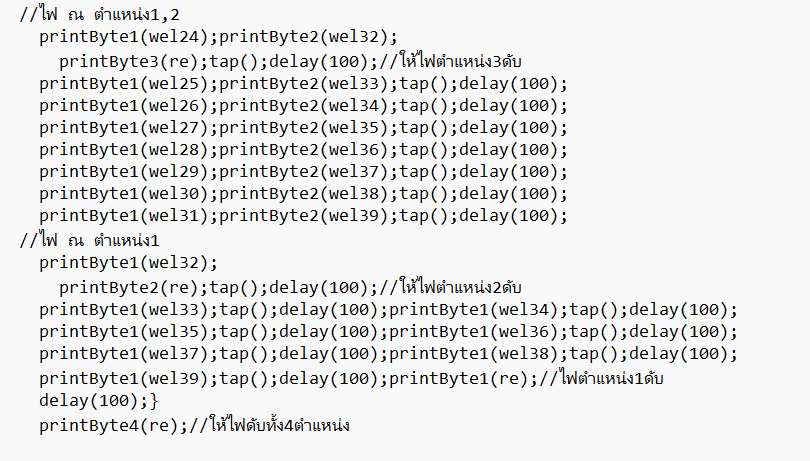 //ไฟ ณ ตำแหน่ง1,2
printByte1(wel24);printByte2(wel32);
printByte3(re);tap();delay(100);//ให้ไฟตำแหน่ง3ดับ
printByte1(wel25);printByte2(wel33);tap();delay(100);
printByte1(wel26);printByte2(wel34);tap();delay(100);
printByte1(wel27);printByte2(wel35);tap();delay(100);
printByte1(wel28);printByte2(wel36);tap();delay(100);
printByte1(wel29);printByte2(wel37);tap();delay(100);
printByte1(wel30);printByte2(wel38);tap();delay(100);
printByte1(wel31);printByte2(wel39);tap();delay(100);
//ไฟ ณ ตำแหน่ง1
printByte1(wel32);
printByte2(re);tap();delay(100);//ให้ไฟตำแหน่ง2ดับ
printByte1(wel33);tap();delay(100);printByte1(wel34);tap();delay(100);
printByte1(wel35);tap();delay(100);printByte1(wel36);tap();delay(100);
printByte1(wel37);tap();delay(100);printByte1(wel38);tap();delay(100);
printByte1(wel39);tap();delay(100);printByte1(re);//ไฟตำแหน่ง1ดับ
delay(100);}
printByte4(re);//ให้ไฟดับทั้ง4ตำแหน่ง